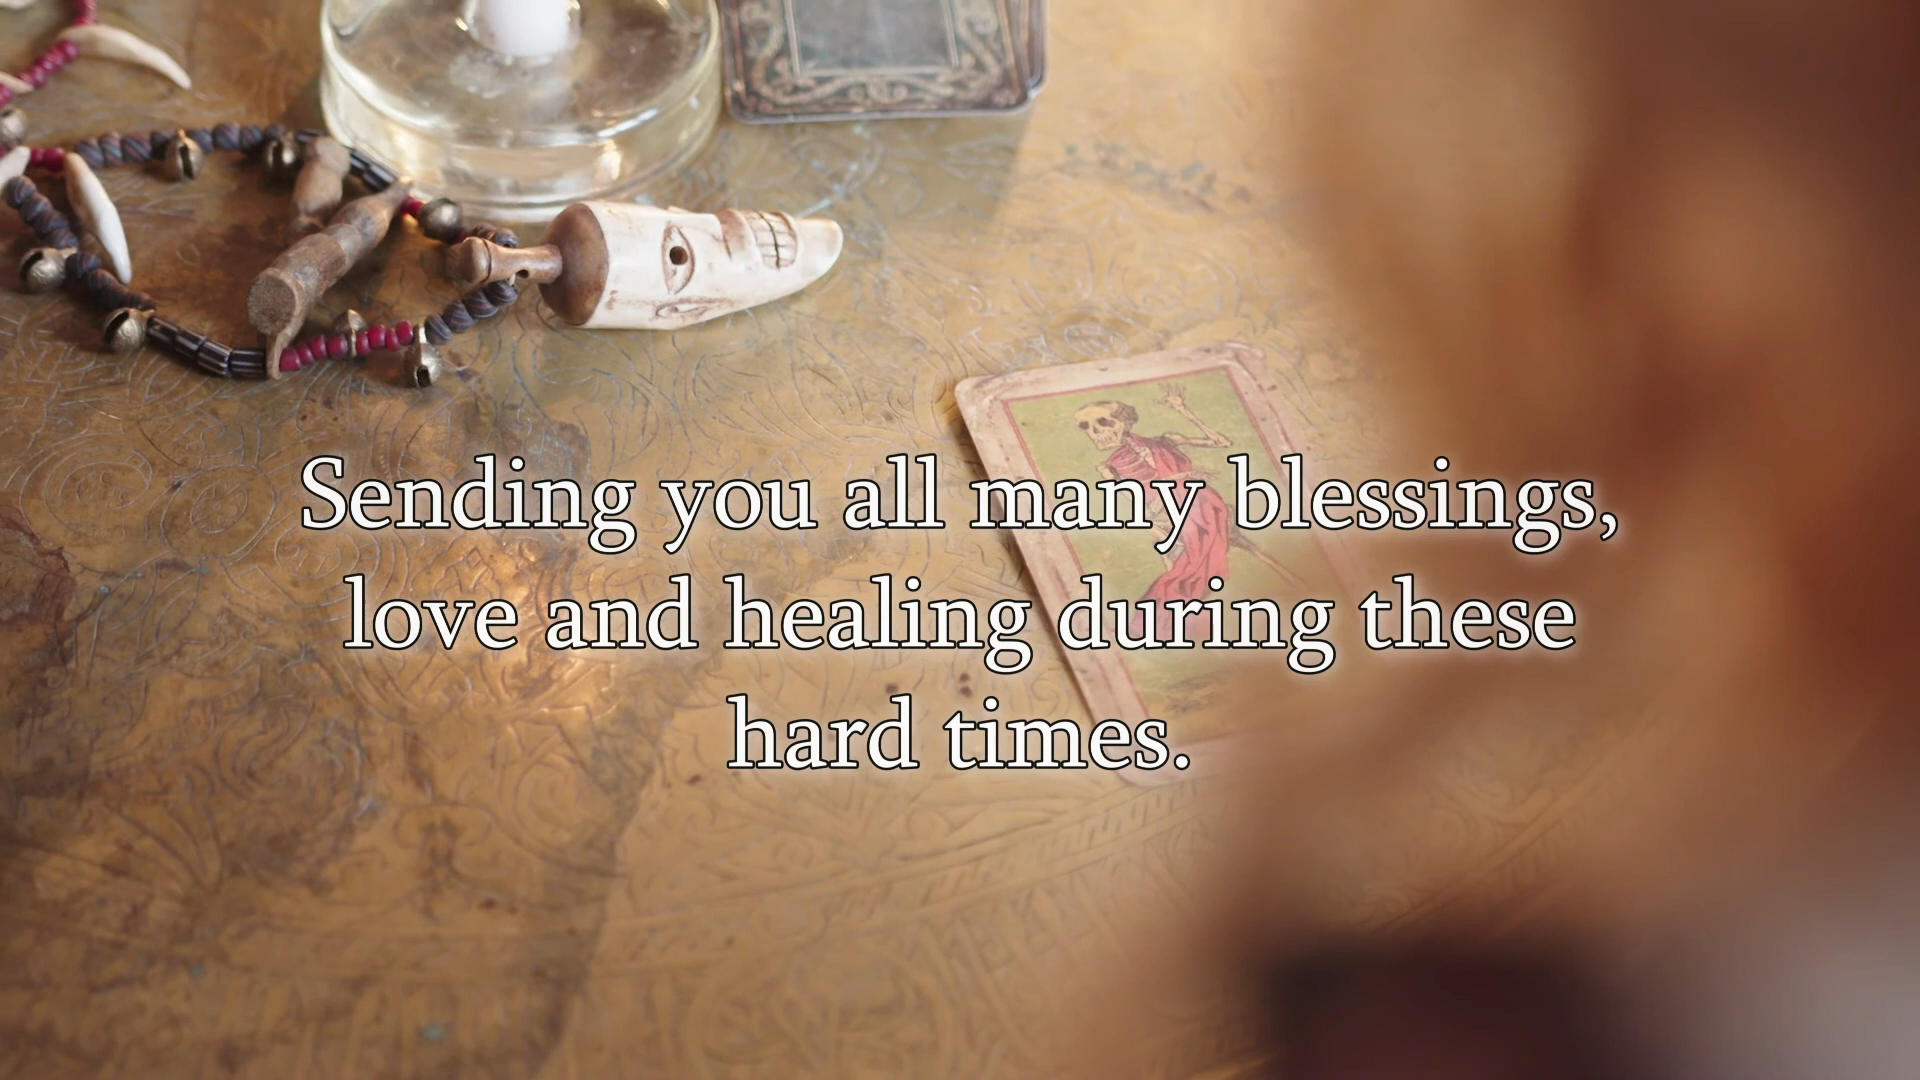 Sending you all many blessings,
love and healing during these
hard times.